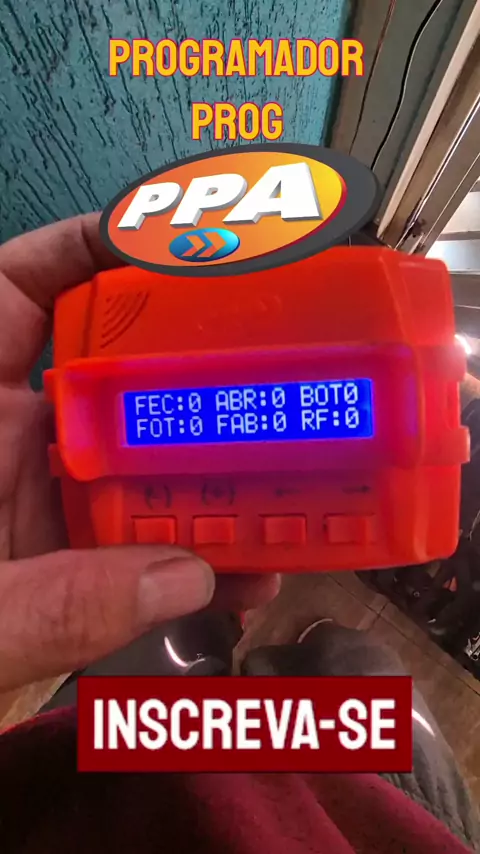 PROGRAMADOR
PROG
PPA
FEC:0 ABR:0 BOT0
FOT:0 FAB:0 RF:0
(-) (+) ← →
INSCREVA-SE